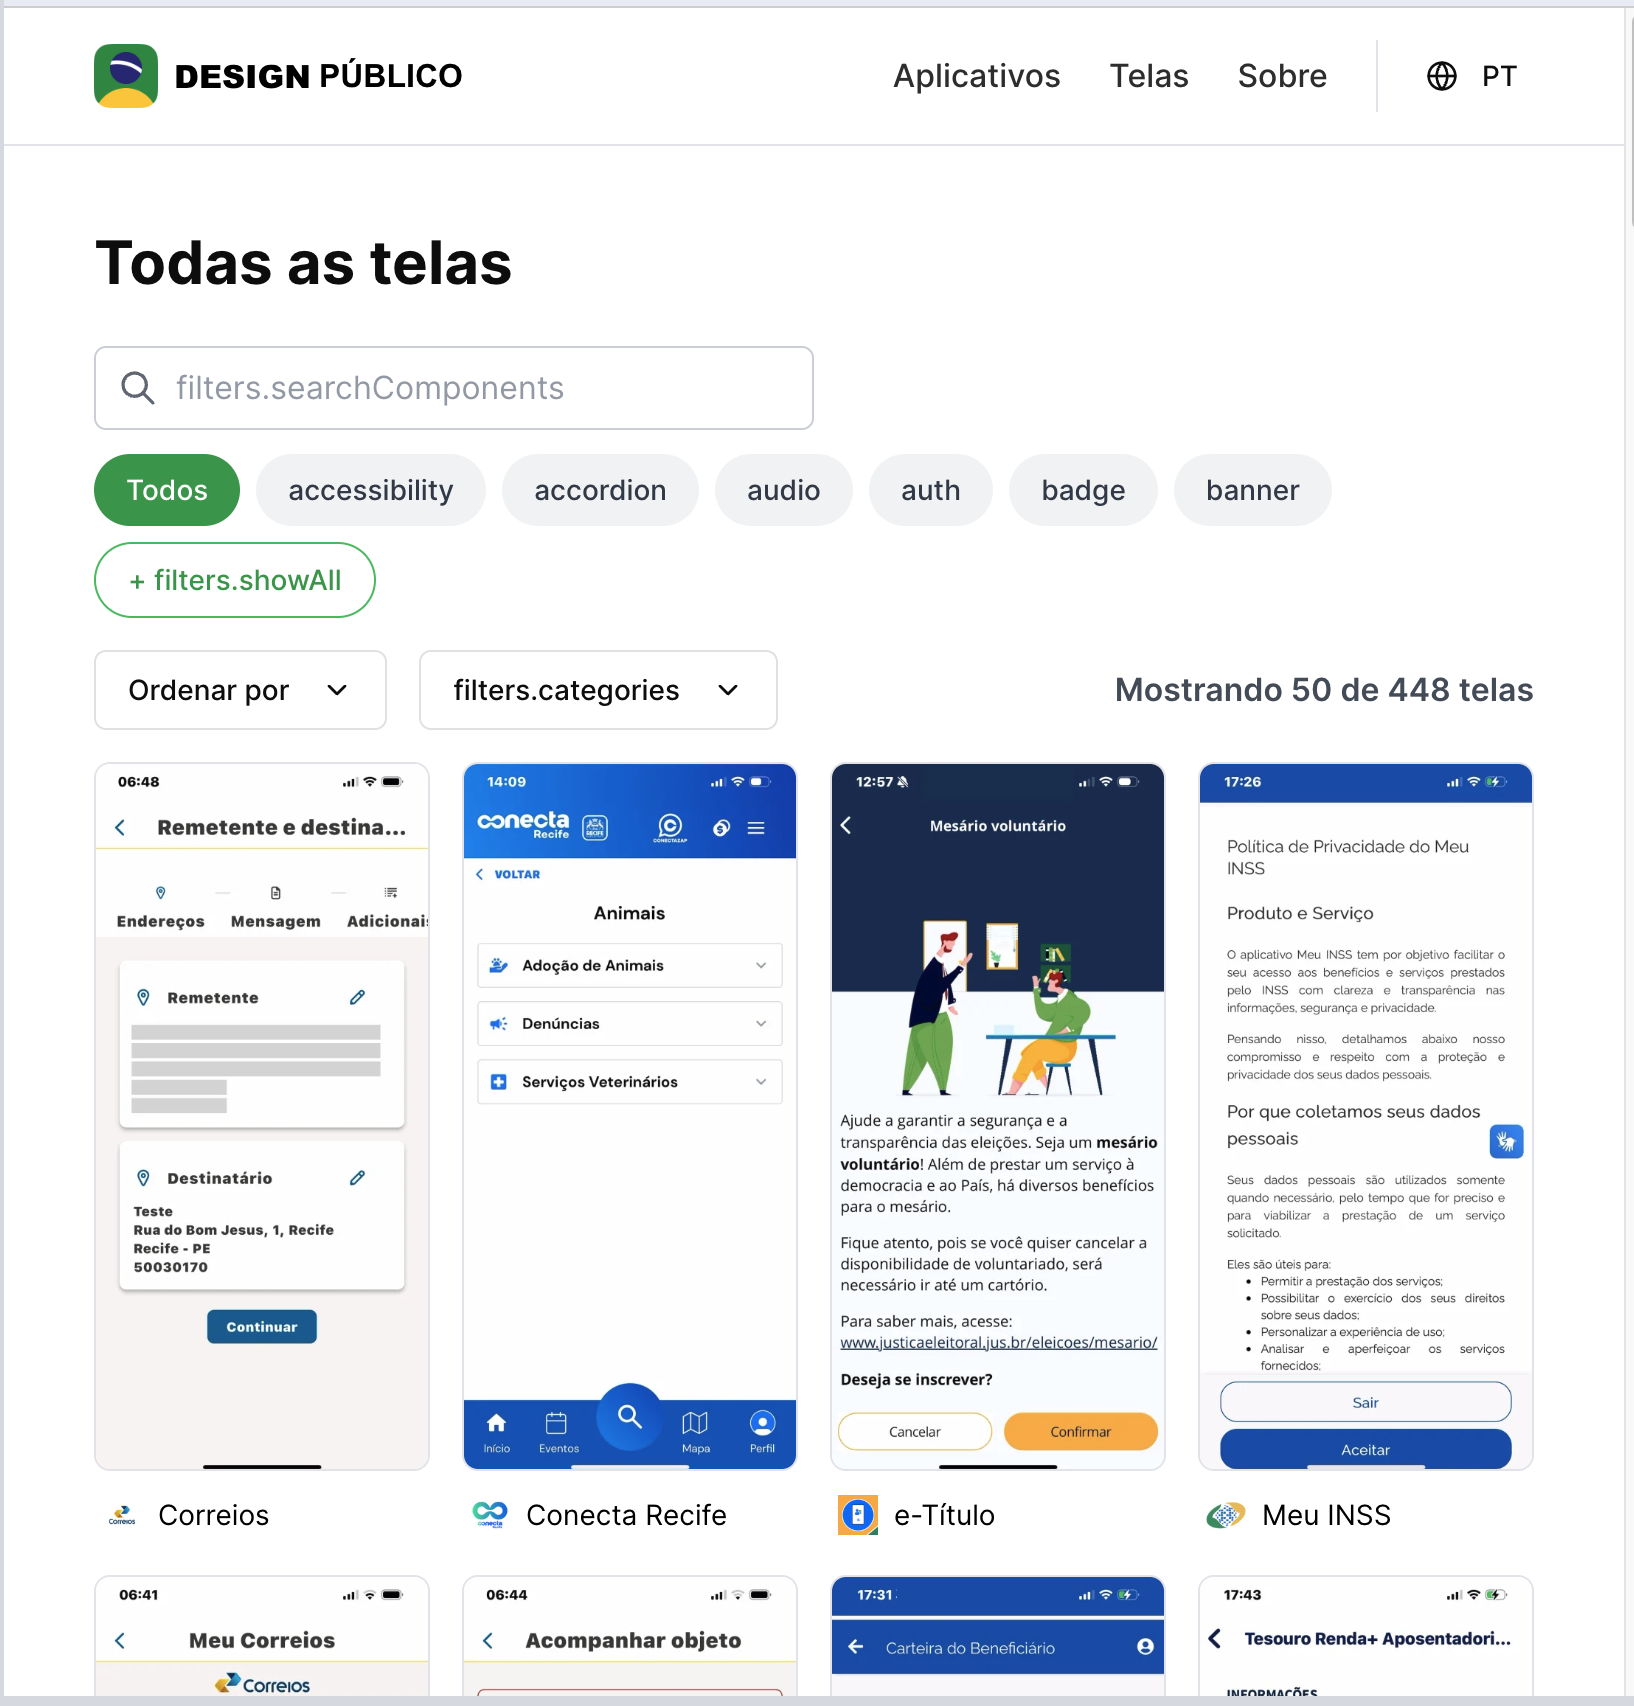 DESIGN PÚBLICO
Aplicativos Telas Sobre PT
Todas as telas
filters.searchComponents
Todos accessibility accordion audio auth badge banner
+ filters.showAll
Ordenar por filters.categories Mostrando 50 de 448 telas
06:48
Remetente e destina...
Endereços Mensagem Adicionai
Remetente
Destinatário
Teste
Rua do Bom Jesus, 1, Recife
Recife - PE
50030170
Continuar
Correios
Correios
14:09
conecta
Recife
RECIFE
CONECTAZAP
VOLTAR
Animais
Adoção de Animais
Denúncias
Serviços Veterinários
Início Eventos Mapa Perfil
conecta
Conecta Recife
12:57
Mesário voluntário
Ajude a garantir a segurança e a
transparência das eleições. Seja um mesário
voluntário! Além de prestar um serviço à
democracia e ao País, há diversos benefícios
para o mesário.
Fique atento, pois se você quiser cancelar a
disponibilidade de voluntariado, será
necessário ir até um cartório.
Para saber mais, acesse:
www.justicaeleitoral.jus.br/eleicoes/mesario/
Deseja se inscrever?
Cancelar Confirmar
e-Título
17:26
Política de Privacidade do Meu
INSS
Produto e Serviço
O aplicativo Meu INSS tem por objetivo facilitar o
seu acesso aos benefícios e serviços prestados
pelo INSS com clareza e transparência nas
informações, segurança e privacidade.
Pensando nisso, detalhamos abaixo nosso
compromisso e respeito com a proteção e
privacidade dos seus dados pessoais.
Por que coletamos seus dados
pessoais
Seus dados pessoais são utilizados somente
quando necessário, pelo tempo que for preciso e
para viabilizar a prestação de um serviço
solicitado.
Eles são úteis para:
• Permitir a prestação dos serviços;
• Possibilitar o exercício dos seus direitos
sobre seus dados;
• Personalizar a experiência de uso;
• Analisar e aperfeiçoar os serviços
fornecidos;
Sair
Aceitar
Meu INSS
06:41
Meu Correios
Correios
06:44
Acompanhar objeto
17:31
Carteira do Beneficiário
17:43
Tesouro Renda+ Aposentadori...
INFORMAÇÕES